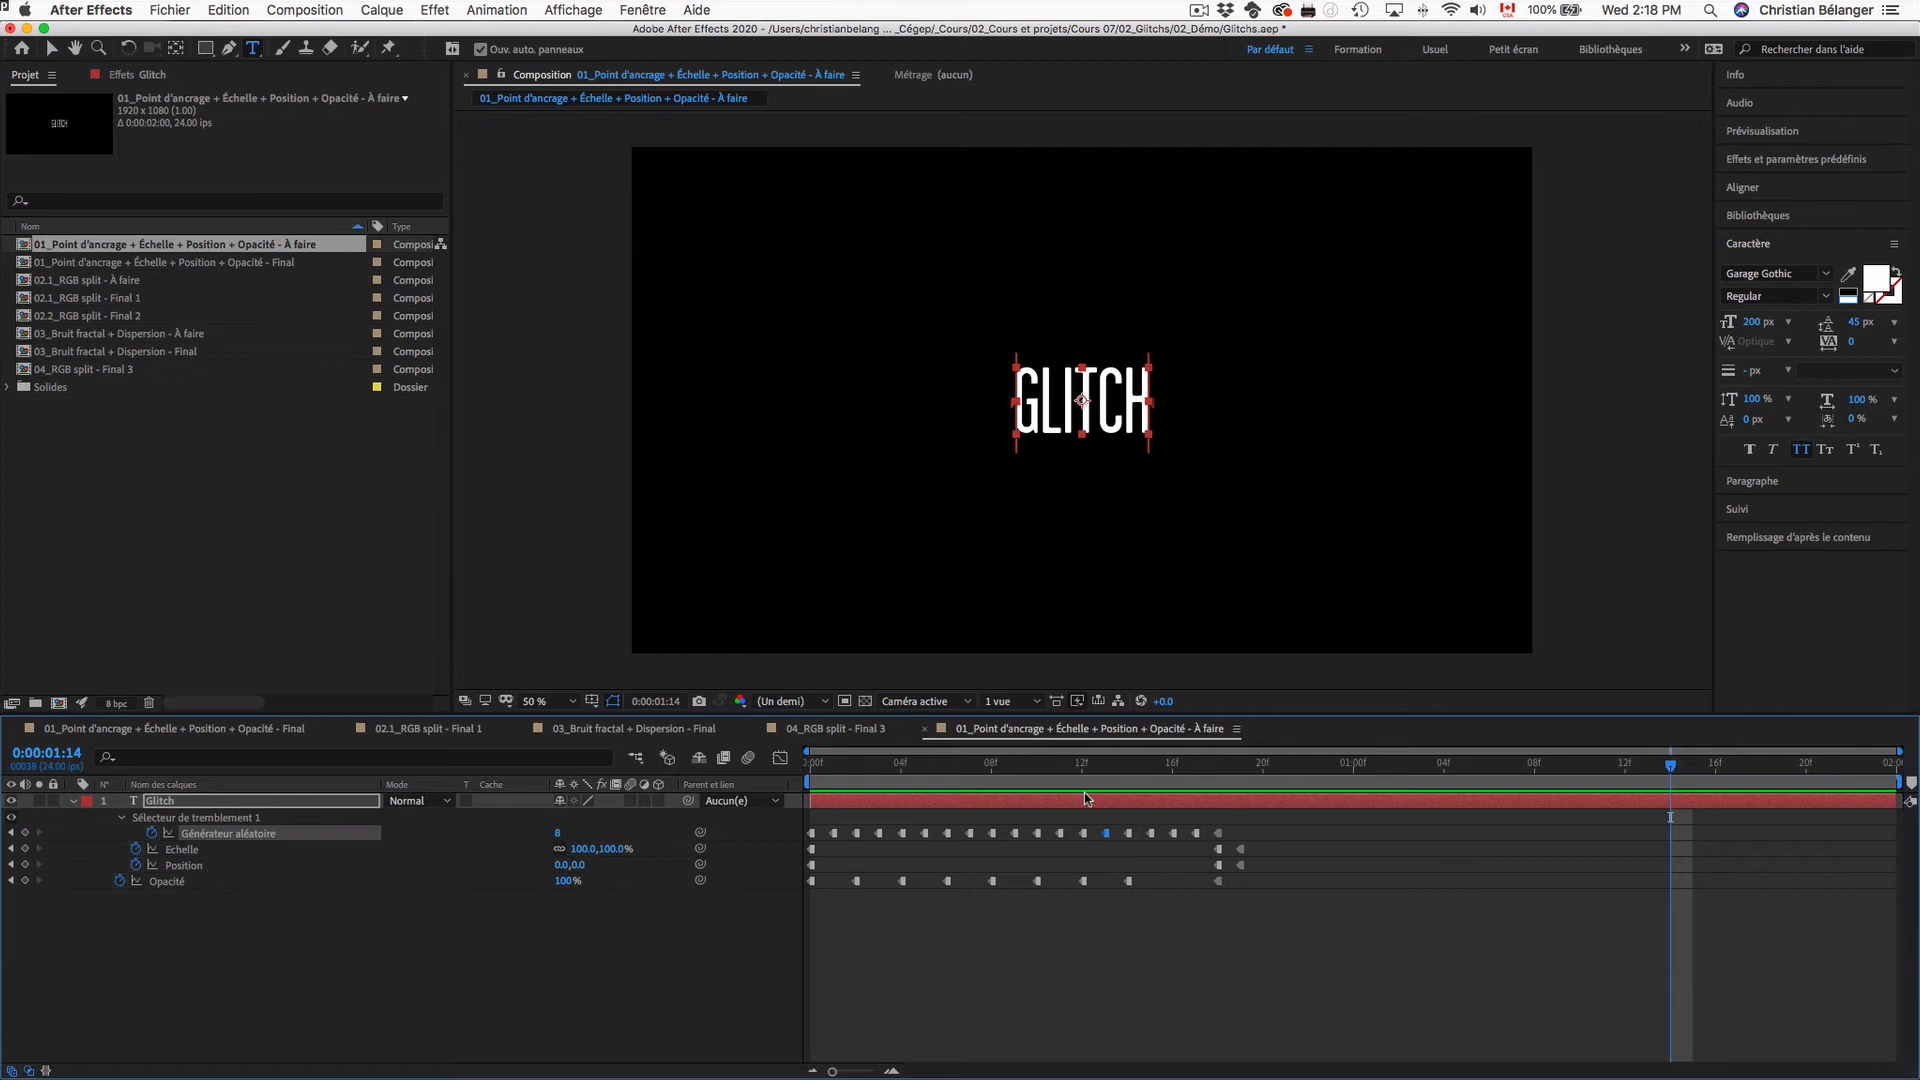 After Effects Fichier Edition Composition Calque Effet Animation Affichage Fenêtre Aide 100% Wed 2:18 PM Christian Bélanger
Adobe After Effects 2020 - /Users/christianbelang ... _Cégep/_Cours/02_Cours et projets/Cours 07/02_Glitchs/02_Démo/Glitchs.aep *
Ouv. auto. panneaux Par défaut Formation Usuel Petit écran Bibliothèques Rechercher dans l'aide
Projet Effets Glitch Composition 01_Point d'ancrage + Échelle + Position + Opacité - À faire Métrage (aucun) Info
01_Point d'ancrage + Échelle + Position + Opacité - À faire
1920 x 1080 (1.00)
Δ 0:00:02:00, 24.00 ips
GLITCH
01_Point d'ancrage + Échelle + Position + Opacité - À faire
Audio
Prévisualisation
Effets et paramètres prédéfinis
Aligner
Bibliothèques
Caractère
Garage Gothic
Regular
200 px 45 px
Optique 0
- px
100 % 100 %
0 px 0 %
Paragraphe
Suivi
Remplissage d'après le contenu
Nom Type
01_Point d'ancrage + Échelle + Position + Opacité - À faire Composi
01_Point d'ancrage + Échelle + Position + Opacité - Final Composi
02.1_RGB split - À faire Composi
02.1_RGB split - Final 1 Composi
02.2_RGB split - Final 2 Composi
03_Bruit fractal + Dispersion - À faire Composi
03_Bruit fractal + Dispersion - Final Composi
04_RGB split - Final 3 Composi
Solides Dossier
GLITCH
8 bpc
50 % 0:00:01:14 (Un demi) Caméra active 1 vue +0.0
01_Point d'ancrage + Échelle + Position + Opacité - Final 02.1_RGB split - Final 1 03_Bruit fractal + Dispersion - Final 04_RGB split - Final 3 01_Point d'ancrage + Échelle + Position + Opacité - À faire
0:00:01:14
00038 (24.00 ips)
:00f 04f 08f 12f 16f 20f 01:00f 04f 08f 12f 16f 20f 02:0
N° Nom des calques Mode T Cache Parent et lien
1 T Glitch Normal Aucun(e)
Sélecteur de tremblement 1
Générateur aléatoire 8
Echelle 100.0,100.0%
Position 0.0,0.0
Opacité 100%